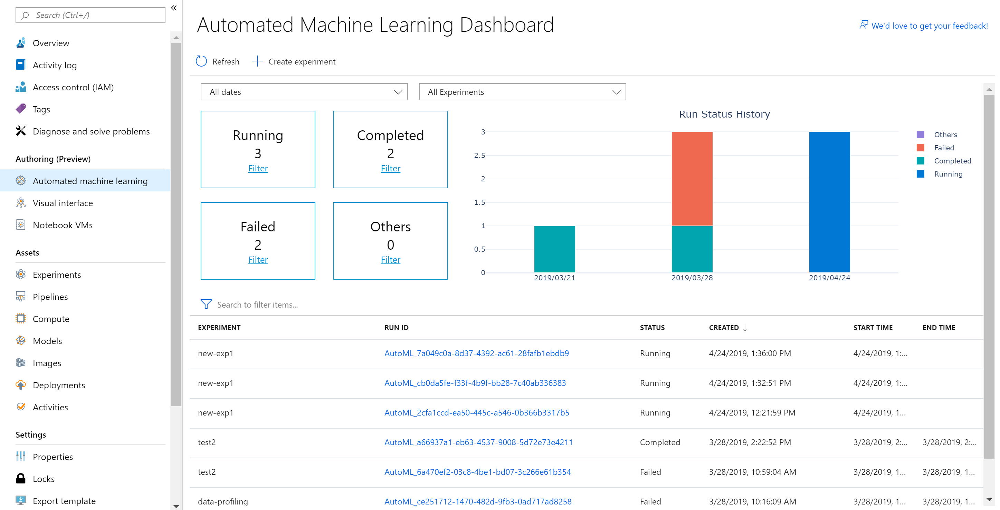 Search (Ctrl+/)
«
Overview
Activity log
Access control (IAM)
Tags
Diagnose and solve problems
Authoring (Preview)
Automated machine learning
Visual interface
Notebook VMs
Assets
Experiments
Pipelines
Compute
Models
Images
Deployments
Activities
Settings
Properties
Locks
Export template
Automated Machine Learning Dashboard
We'd love to get your feedback!
Refresh
Create experiment
All dates
All Experiments
Running
3
Filter
Completed
2
Filter
Failed
2
Filter
Others
0
Filter
Run Status History
3
2.5
2
1.5
1
0.5
0
2019/03/21
2019/03/28
2019/04/24
Others
Failed
Completed
Running
Search to filter items...
EXPERIMENT RUN ID STATUS CREATED ↓ START TIME END TIME
new-exp1 AutoML_7a049c0a-8d37-4392-ac61-28fafb1ebdb9 Running 4/24/2019, 1:36:00 PM 4/24/2019, 1:...
new-exp1 AutoML_cb0da5fe-f33f-4b9f-bb28-7c40ab336383 Running 4/24/2019, 1:32:51 PM 4/24/2019, 1:...
new-exp1 AutoML_2cfa1ccd-ea50-445c-a546-0b366b3317b5 Running 4/24/2019, 12:21:59 PM 4/24/2019, 1...
test2 AutoML_a66937a1-eb63-4537-9008-5d72e73e4211 Completed 3/28/2019, 2:22:52 PM 3/28/2019, 2:... 3/28/2019, 2:...
test2 AutoML_6a470ef2-03c8-4be1-bd07-3c266e61b354 Failed 3/28/2019, 10:59:04 AM 3/28/2019, 1... 3/28/2019, 1...
data-profiling AutoML_ce251712-1470-482d-9fb3-0ad717ad8258 Failed 3/28/2019, 10:16:09 AM 3/28/2019, 1... 3/28/2019, 1...